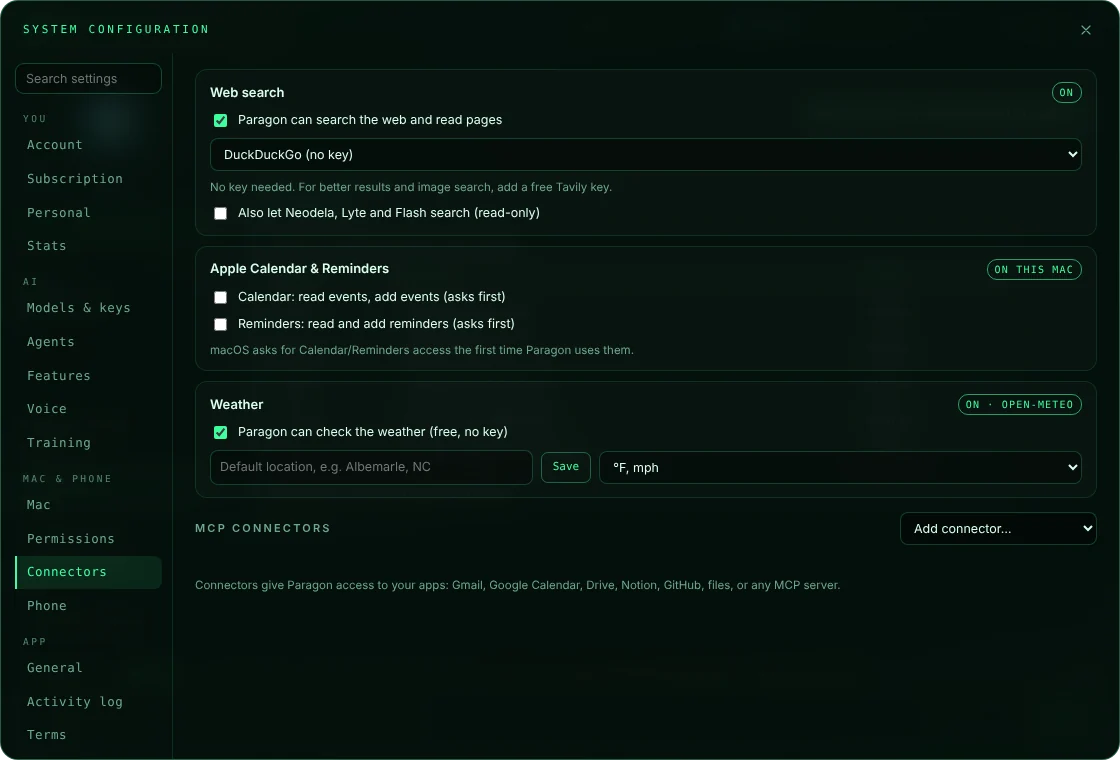 SYSTEM CONFIGURATION
Search settings
YOU
Account
Subscription
Personal
Stats
AI
Models & keys
Agents
Features
Voice
Training
MAC & PHONE
Mac
Permissions
Connectors
Phone
APP
General
Activity log
Terms
Web search
ON
Paragon can search the web and read pages
DuckDuckGo (no key)
No key needed. For better results and image search, add a free Tavily key.
Also let Neodela, Lyte and Flash search (read-only)
Apple Calendar & Reminders
ON THIS MAC
Calendar: read events, add events (asks first)
Reminders: read and add reminders (asks first)
macOS asks for Calendar/Reminders access the first time Paragon uses them.
Weather
ON · OPEN-METEO
Paragon can check the weather (free, no key)
Default location, e.g. Albemarle, NC
Save
°F, mph
MCP CONNECTORS
Add connector...
Connectors give Paragon access to your apps: Gmail, Google Calendar, Drive, Notion, GitHub, files, or any MCP server.